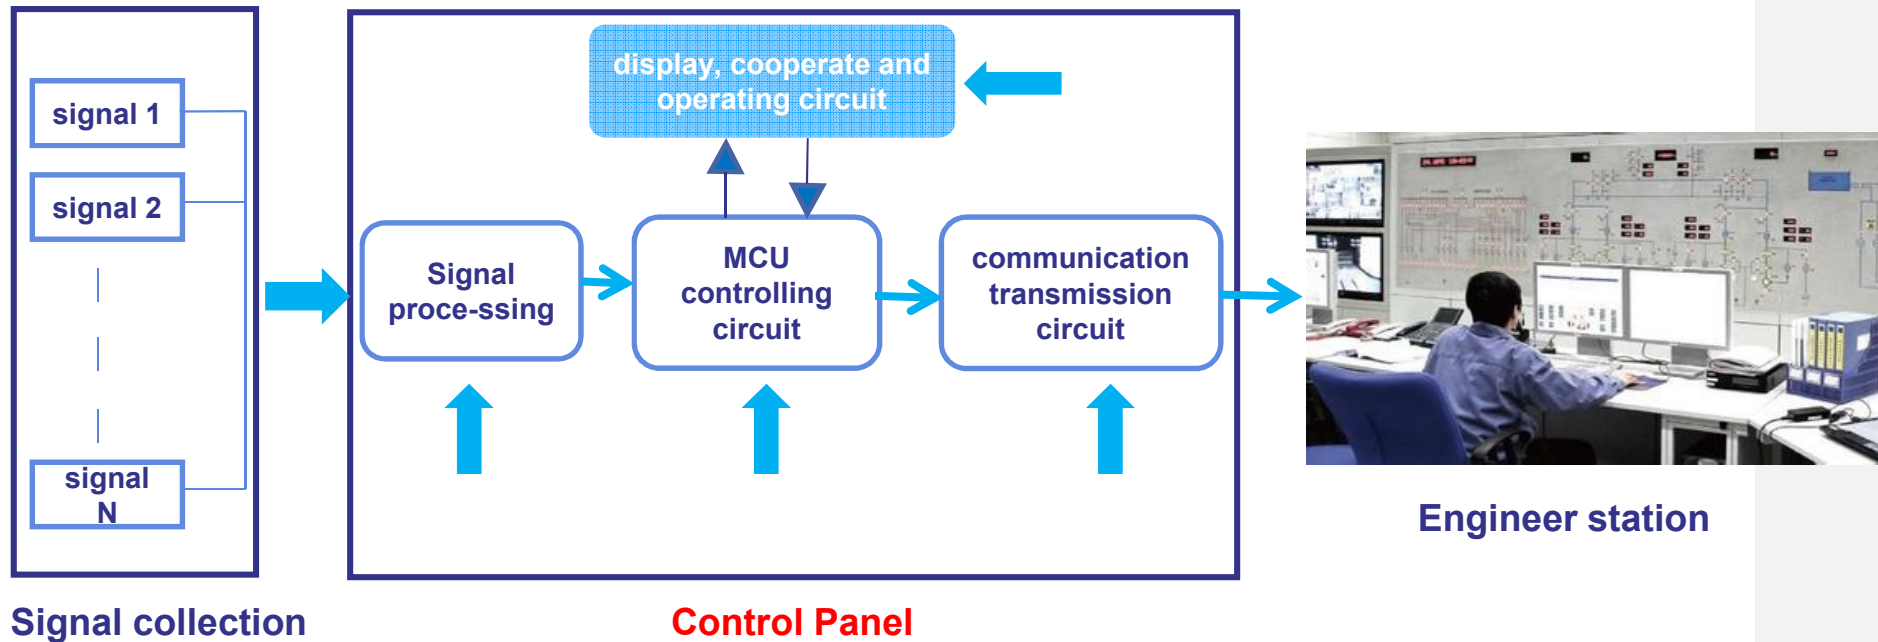 signal 1
signal 2
signal
N
Signal collection
display, cooperate and
operating circuit
Signal
proce-ssing
MCU
controlling
circuit
communication
transmission
circuit
Control Panel
Engineer station